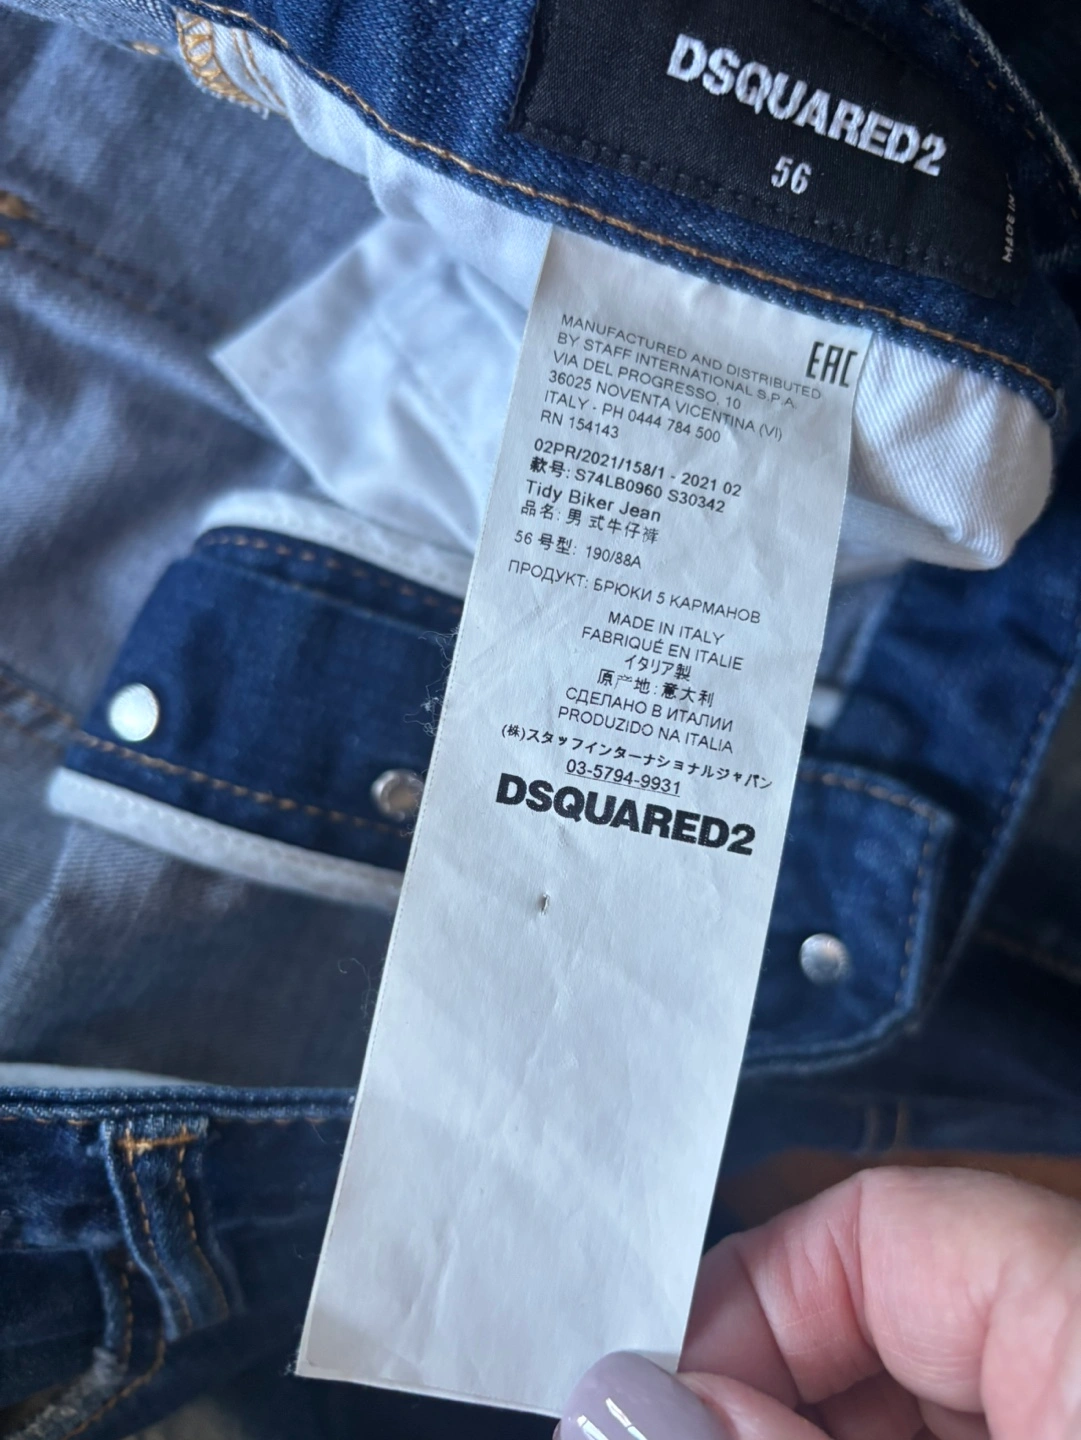 DSQUARED2
56
MADE IN
EAC
MANUFACTURED AND DISTRIBUTED
BY STAFF INTERNATIONAL S.P.A.
VIA DEL PROGRESSO, 10
36025 NOVENTA VICENTINA (VI)
ITALY - PH 0444 784 500
RN 154143
02PR/2021/158/1 - 2021 02
款号: S74LB0960 S30342
Tidy Biker Jean
品名: 男 式牛仔裤
56 号型: 190/88A
ПРОДУКТ: БРЮКИ 5 КАРМАНОВ
MADE IN ITALY
FABRIQUÉ EN ITALIE
イタリア製
原产地: 意大利
СДЕЛАНО В ИТАЛИИ
PRODUZIDO NA ITALIA
(株)スタッフインターナショナルジャパン
03-5794-9931
DSQUARED2